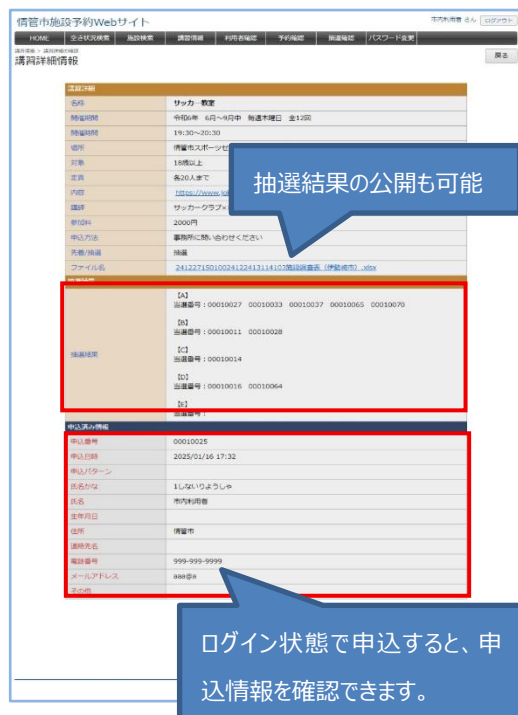 情管市施設予約Webサイト
市内利用者 さん ログアウト
HOME 空き状況検索 施設検索 講習情報 利用者確認 予約確認 抽選確認 パスワード変更
講習情報 > 講習詳細の確認
講習詳細情報
戻る
講習詳細
名称 サッカー教室
開催期間 令和6年 6月～9月中 毎週木曜日 全12回
開催時間 19:30～20:30
場所 情管市スポーツセ
対象 18歳以上
定員 各20人まで
内容 https://www.jo
講師 サッカークラブ×
参加料 2000円
申込方法 事務所に問い合わせください
先着/抽選 抽選
ファイル名
抽選結果の公開も可能
抽選結果
【A】
当選番号：00010027 00010033 00010037 00010065 00010070
【B】
当選番号：00010011 00010028
【C】
当選番号：00010014
【D】
当選番号：00010016 00010064
【E】
当選番号：
申込済み情報
申込番号 00010025
申込日時 2025/01/16 17:32
申込パターン
氏名かな 1しないりようしゃ
氏名 市内利用者
生年月日
住所 情管市
連絡先名
電話番号 999-999-9999
メールアドレス aaa@a
その他
ログイン状態で申込すると、申
込情報を確認できます。